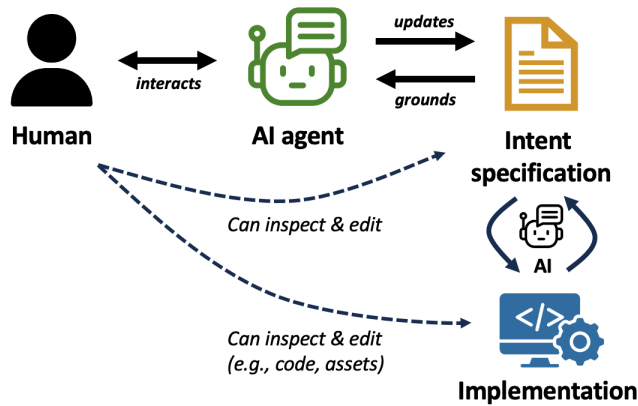 updates
interacts
grounds
Human
AI agent
Intent
specification
Can inspect & edit
AI
</>
Can inspect & edit
(e.g., code, assets)
Implementation